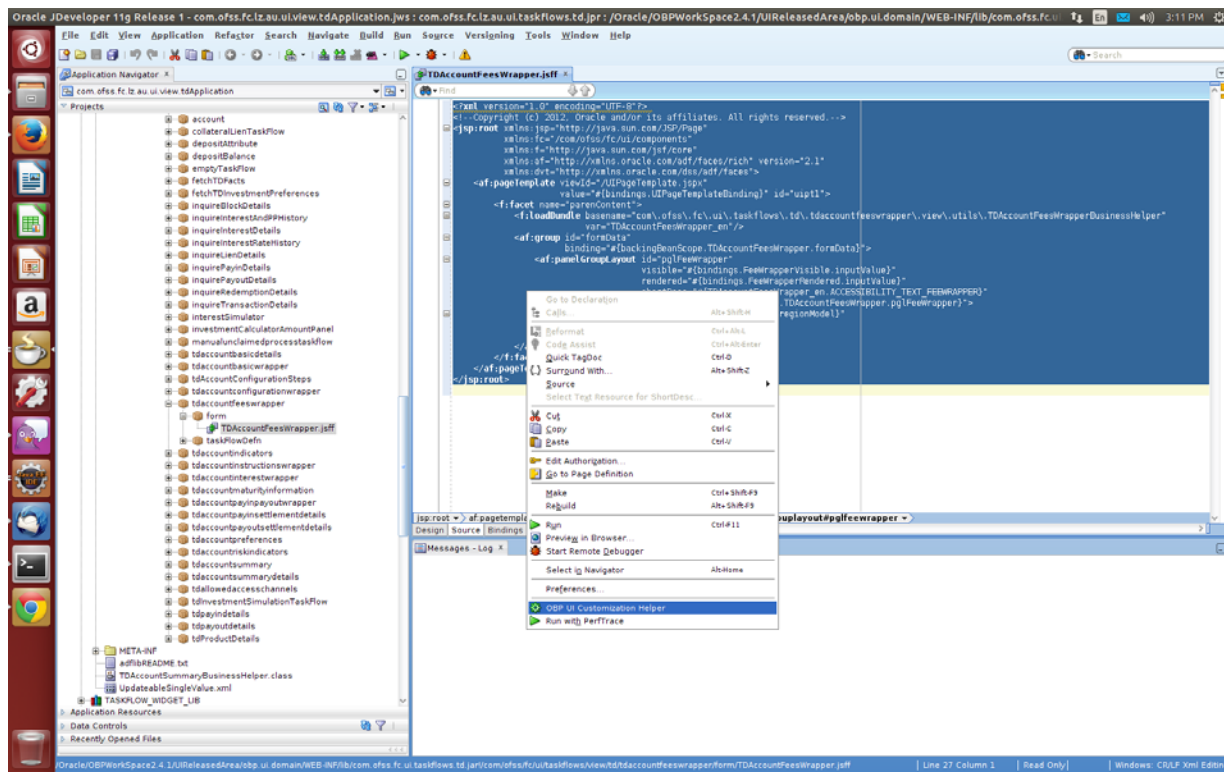 Oracle JDeveloper 11g Release 1 - com.ofss.fc.lz.au.ui.view.tdApplication.jws : com.ofss.fc.lz.au.ui.taskflows.td.jpr : /Oracle/OBPWorkSpace2.4.1/UIReleasedArea/obp.ui.domain/WEB-INF/lib/com.ofss.fc.ui
En
3:11 PM
File Edit View Application Refactor Search Navigate Build Run Source Versioning Tools Window Help
Search
Application Navigator
com.ofss.fc.lz.au.ui.view.tdApplication
Projects
account
collateralLienTaskFlow
depositAttribute
depositBalance
emptyTaskFlow
fetchTDFacts
fetchTDInvestmentPreferences
inquireBlockDetails
inquireInterestAndPPHistory
inquireInterestDetails
inquireInterestRateHistory
inquireLienDetails
inquirePayinDetails
inquirePayoutDetails
inquireRedemptionDetails
inquireTransactionDetails
interestSimulator
investmentCalculatorAmountPanel
manualunclaimedprocesstaskflow
tdaccountbasicdetails
tdaccountbasicwrapper
tdAccountConfigurationSteps
tdaccountconfigurationwrapper
tdaccountfeeswrapper
form
TDAccountFeesWrapper.jsff
taskFlowDefn
tdaccountindicators
tdaccountinstructionswrapper
tdaccountinterestwrapper
tdaccountmaturityinformation
tdaccountpayinpayoutwrapper
tdaccountpayinsettlementdetails
tdaccountpayoutsettlementdetails
tdaccountpreferences
tdaccountriskindicators
tdaccountsummary
tdaccountsummarydetails
tdallowedaccesschannels
tdInvestmentSimulationTaskFlow
tdpayindetails
tdpayoutdetails
tdProductDetails
META-INF
adflibREADME.txt
TDAccountSummaryBusinessHelper.class
UpdateableSingleValue.xml
TASKFLOW_WIDGET_LIB
Application Resources
Data Controls
Recently Opened Files
TDAccountFeesWrapper.jsff
Find
<?xml version="1.0" encoding="UTF-8"?>
<!--Copyright (c) 2012, Oracle and/or its affiliates. All rights reserved.-->
<jsp:root xmlns:jsp="http://java.sun.com/JSP/Page"
xmlns:fc="/com/ofss/fc/ui/components"
xmlns:f="http://java.sun.com/jsf/core"
xmlns:af="http://xmlns.oracle.com/adf/faces/rich" version="2.1"
xmlns:dvt="http://xmlns.oracle.com/dss/adf/faces">
<af:pageTemplate viewId="/UIPageTemplate.jspx"
value="#{bindings.UIPageTemplateBinding}" id="uipt1">
<f:facet name="parenContent">
<f:loadBundle basename="com\.ofss\.fc\.ui\.taskflows\.td\.tdaccountfeeswrapper\.view\.utils\.TDAccountFeesWrapperBusinessHelper"
var="TDAccountFeesWrapper_en"/>
<af:group id="formData"
binding="#{backingBeanScope.TDAccountFeesWrapper.formData}">
<af:panelGroupLayout id="pglFeeWrapper"
visible="#{bindings.FeeWrapperVisible.inputValue}"
rendered="#{bindings.FeeWrapperRendered.inputValue}"
Wrapper_en.ACCESSIBILITY_TEXT_FEEWRAPPER}"
.TDAccountFeesWrapper.pglFeeWrapper}">
regionModel}"
</a
</f:fa
</af:pageT
</jsp:root>
Go to Declaration
Calls... Alt+Shift-H
Reformat Ctrl+Alt-L
Code Assist Ctrl+Alt-Enter
Quick TagDoc Ctrl-D
Surround With... Alt+Shift-Z
Source
Select Text Resource for ShortDesc...
Cut Ctrl-X
Copy Ctrl-C
Paste Ctrl-V
Edit Authorization...
Go to Page Definition
Make Ctrl+Shift-F9
Rebuild Alt+Shift-F9
Run Ctrl-F11
Preview in Browser...
Start Remote Debugger
Select in Navigator Alt-Home
Preferences...
OBP UI Customization Helper
Run with PerfTrace
jsp:root af:pagetempla uplayout#pglfeewrapper
Design Source Bindings
Messages - Log
/Oracle/OBPWorkSpace2.4.1/UIReleasedArea/obp.ui.domain/WEB-INF/lib/com.ofss.fc.ui.taskflows.td.jar!/com/ofss/fc/ui/taskflows/view/td/tdaccountfeeswrapper/form/TDAccountFeesWrapper.jsff
Line 27 Column 1 Read Only Windows: CR/LF Xml Editin